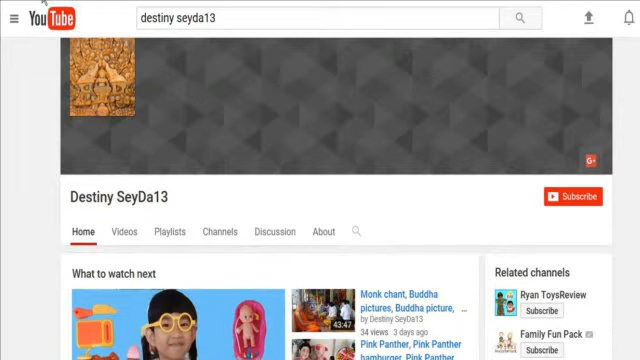 YouTube
destiny seyda13
G+
Destiny SeyDa13
Subscribe
Home Videos Playlists Channels Discussion About
What to watch next
Monk chant, Buddha
pictures, Buddha picture, ...
by Destiny SeyDa13
34 views 3 days ago
43:47
Pink Panther, Pink Panther
hamburger, Pink Panther
Related channels
Ryan ToysReview
Subscribe
Family Fun Pack
Subscribe